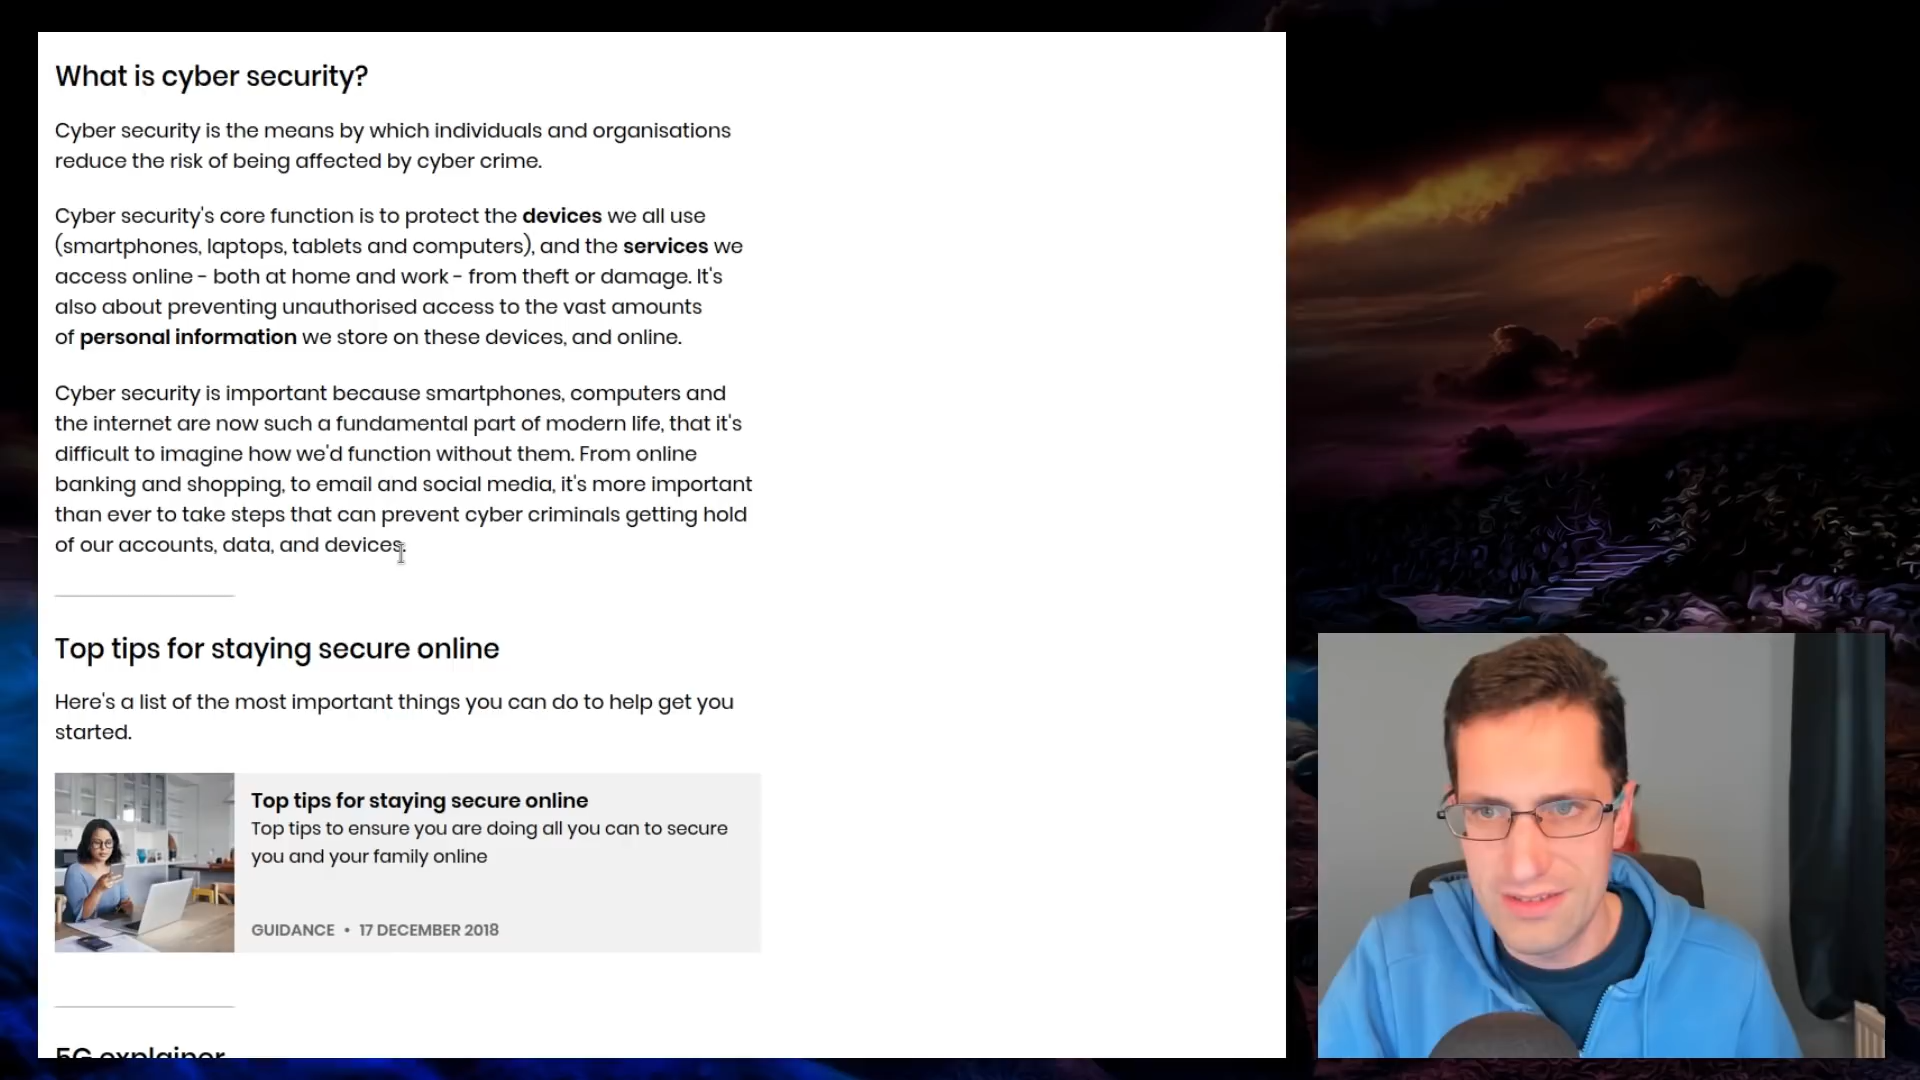 What is cyber security?
Cyber security is the means by which individuals and organisations
reduce the risk of being affected by cyber crime.
Cyber security's core function is to protect the devices we all use
(smartphones, laptops, tablets and computers), and the services we
access online - both at home and work - from theft or damage. It's
also about preventing unauthorised access to the vast amounts
of personal information we store on these devices, and online.
Cyber security is important because smartphones, computers and
the internet are now such a fundamental part of modern life, that it's
difficult to imagine how we'd function without them. From online
banking and shopping, to email and social media, it's more important
than ever to take steps that can prevent cyber criminals getting hold
of our accounts, data, and devices.
Top tips for staying secure online
Here's a list of the most important things you can do to help get you
started.
Top tips for staying secure online
Top tips to ensure you are doing all you can to secure
you and your family online
GUIDANCE • 17 DECEMBER 2018
5G explainer